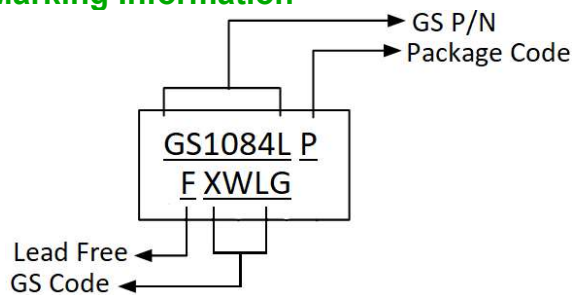 Marking Information
GS P/N
Package Code
GS1084L P
F XWLG
Lead Free
GS Code